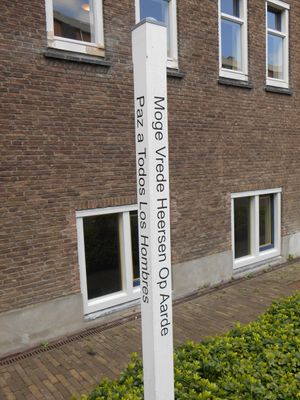 Paz a Todos Los Hombres
Moge Vrede Heersen Op Aarde